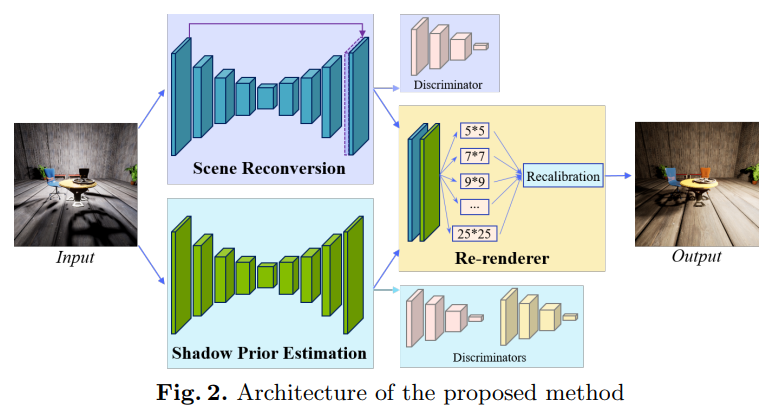 Discriminator
Scene Reconversion
5*5
7*7
9*9
...
25*25
Recalibration
Re-renderer
Input
Output
Shadow Prior Estimation
Discriminators
Fig. 2. Architecture of the proposed method